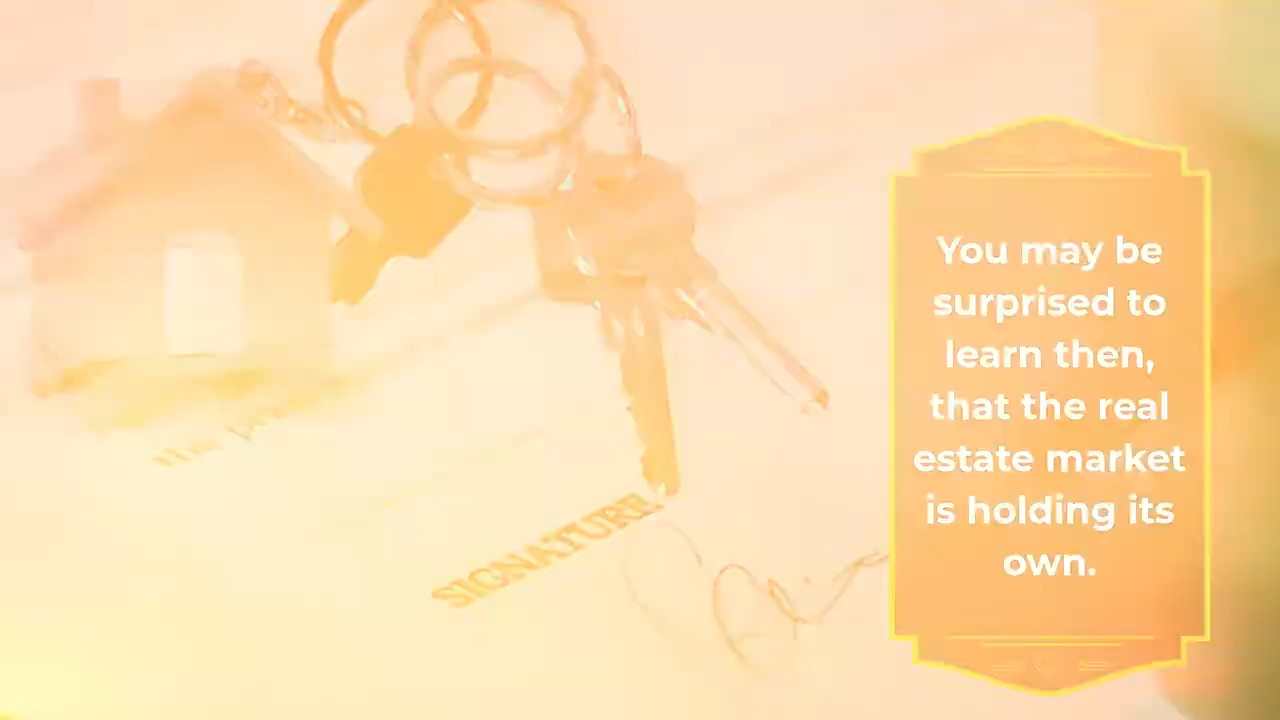 You may be
surprised to
learn then,
that the real
estate market
is holding its
own.
SIGNATURE